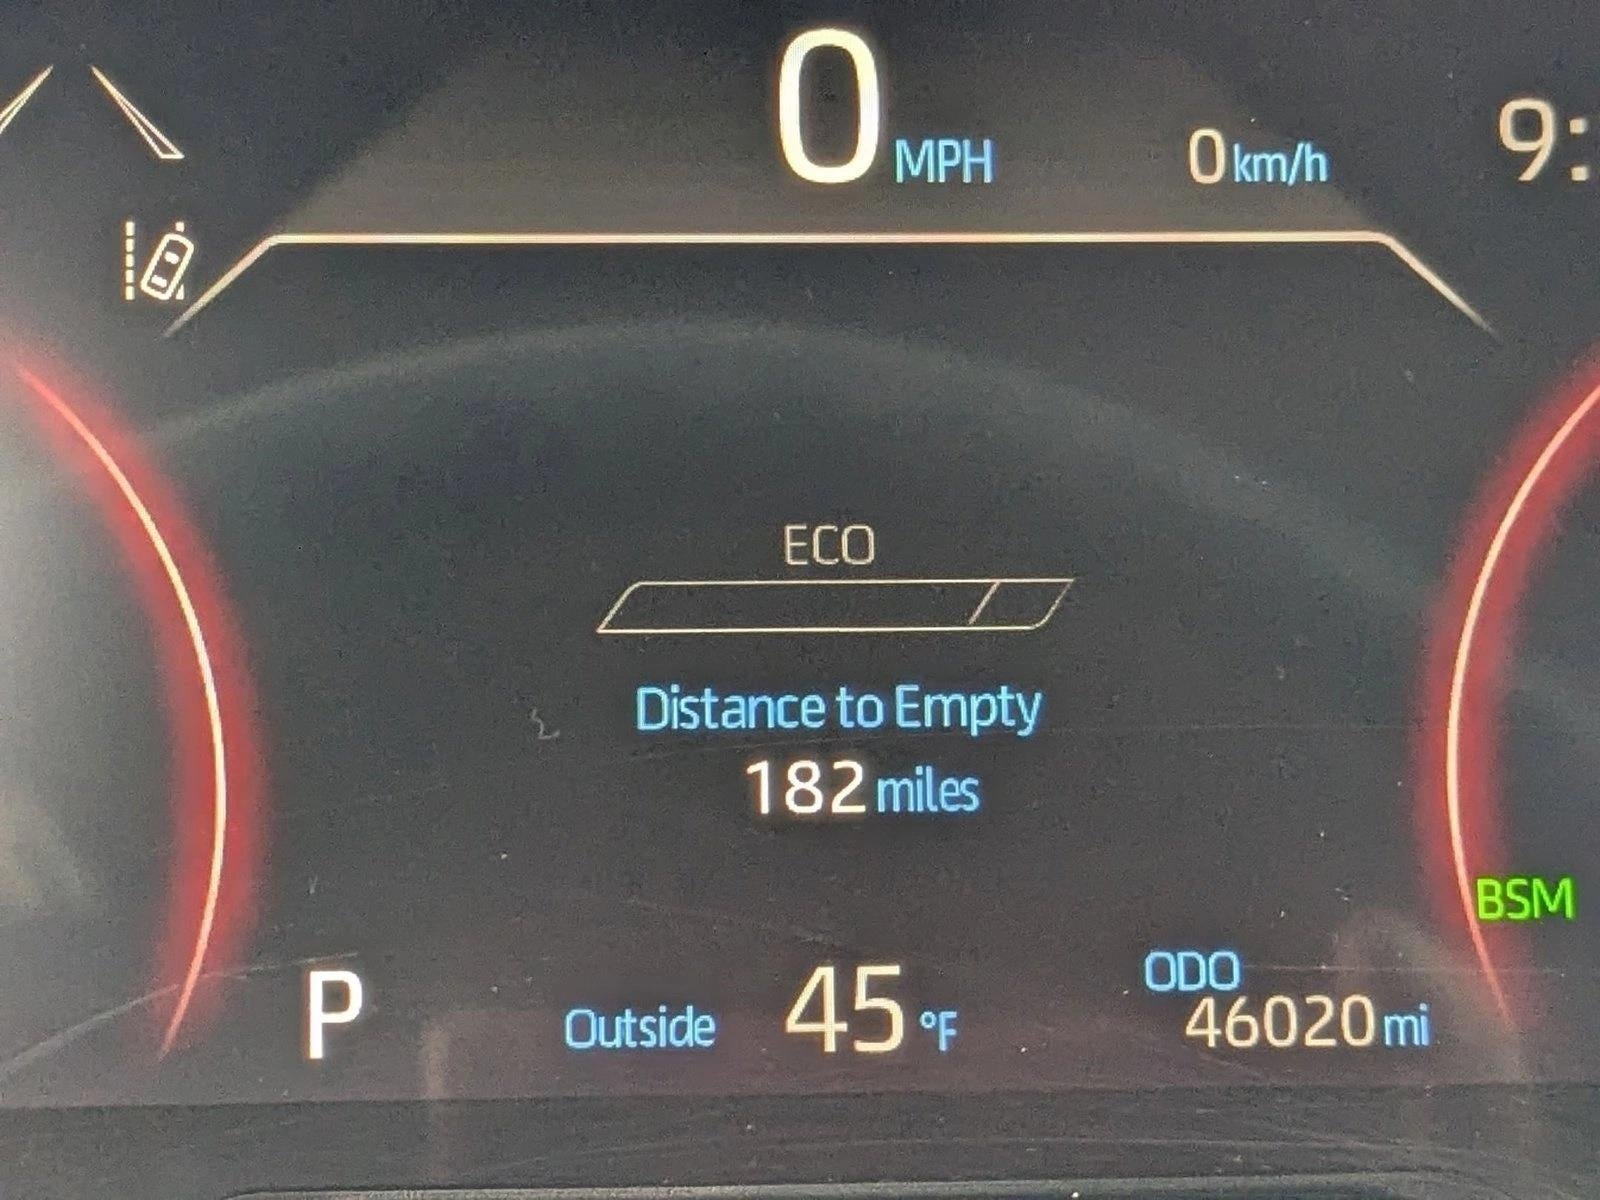 0 MPH 0 km/h 9:
ECO
Distance to Empty
182 miles
BSM
P Outside 45 °F
ODO
46020 mi